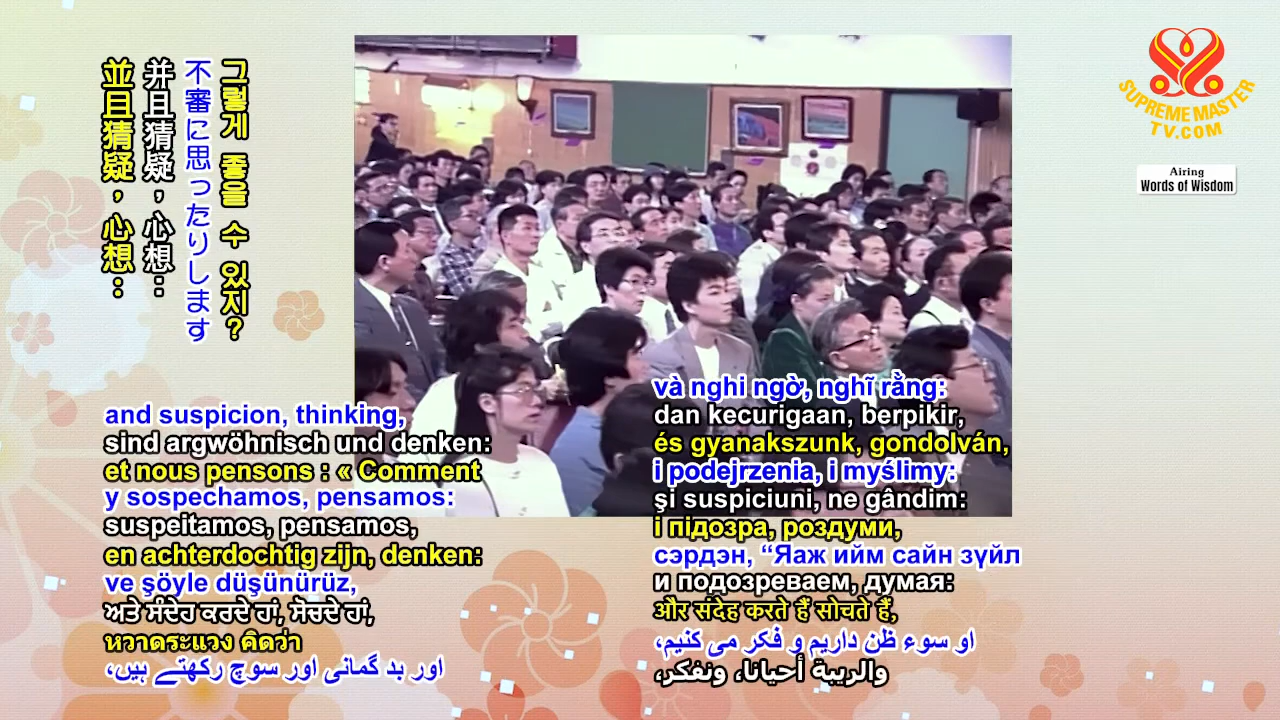 그렇게 좋을 수 있지?
不審に思ったりします
并且猜疑，心想：
並且猜疑，心想：
and suspicion, thinking,
sind argwöhnisch und denken:
et nous pensons : « Comment
y sospechamos, pensamos:
suspeitamos, pensamos,
en achterdochtig zijn, denken:
ve şöyle düşünürüz,
ਅਤੇ ਸੰਦੇਹ ਕਰਦੇ ਹਾਂ, ਸੋਚਦੇ ਹਾਂ,
หวาดระแวง คิดว่า
اور بد گمانی اور سوچ رکھتے ہیں،
và nghi ngờ, nghĩ rằng:
dan kecurigaan, berpikir,
és gyanakszunk, gondolván,
i podejrzenia, i myślimy:
şi suspiciuni, ne gândim:
і підозра, роздуми,
сэрдэн, “Яаж ийм сайн зүйл
и подозреваем, думая:
और संदेह करते हैं सोचते हैं,
او سوء ظن داریم و فکر می کنیم،
والريبة أحيانا، ونفكر،
SUPREME MASTER
TV.COM
Airing
Words of Wisdom